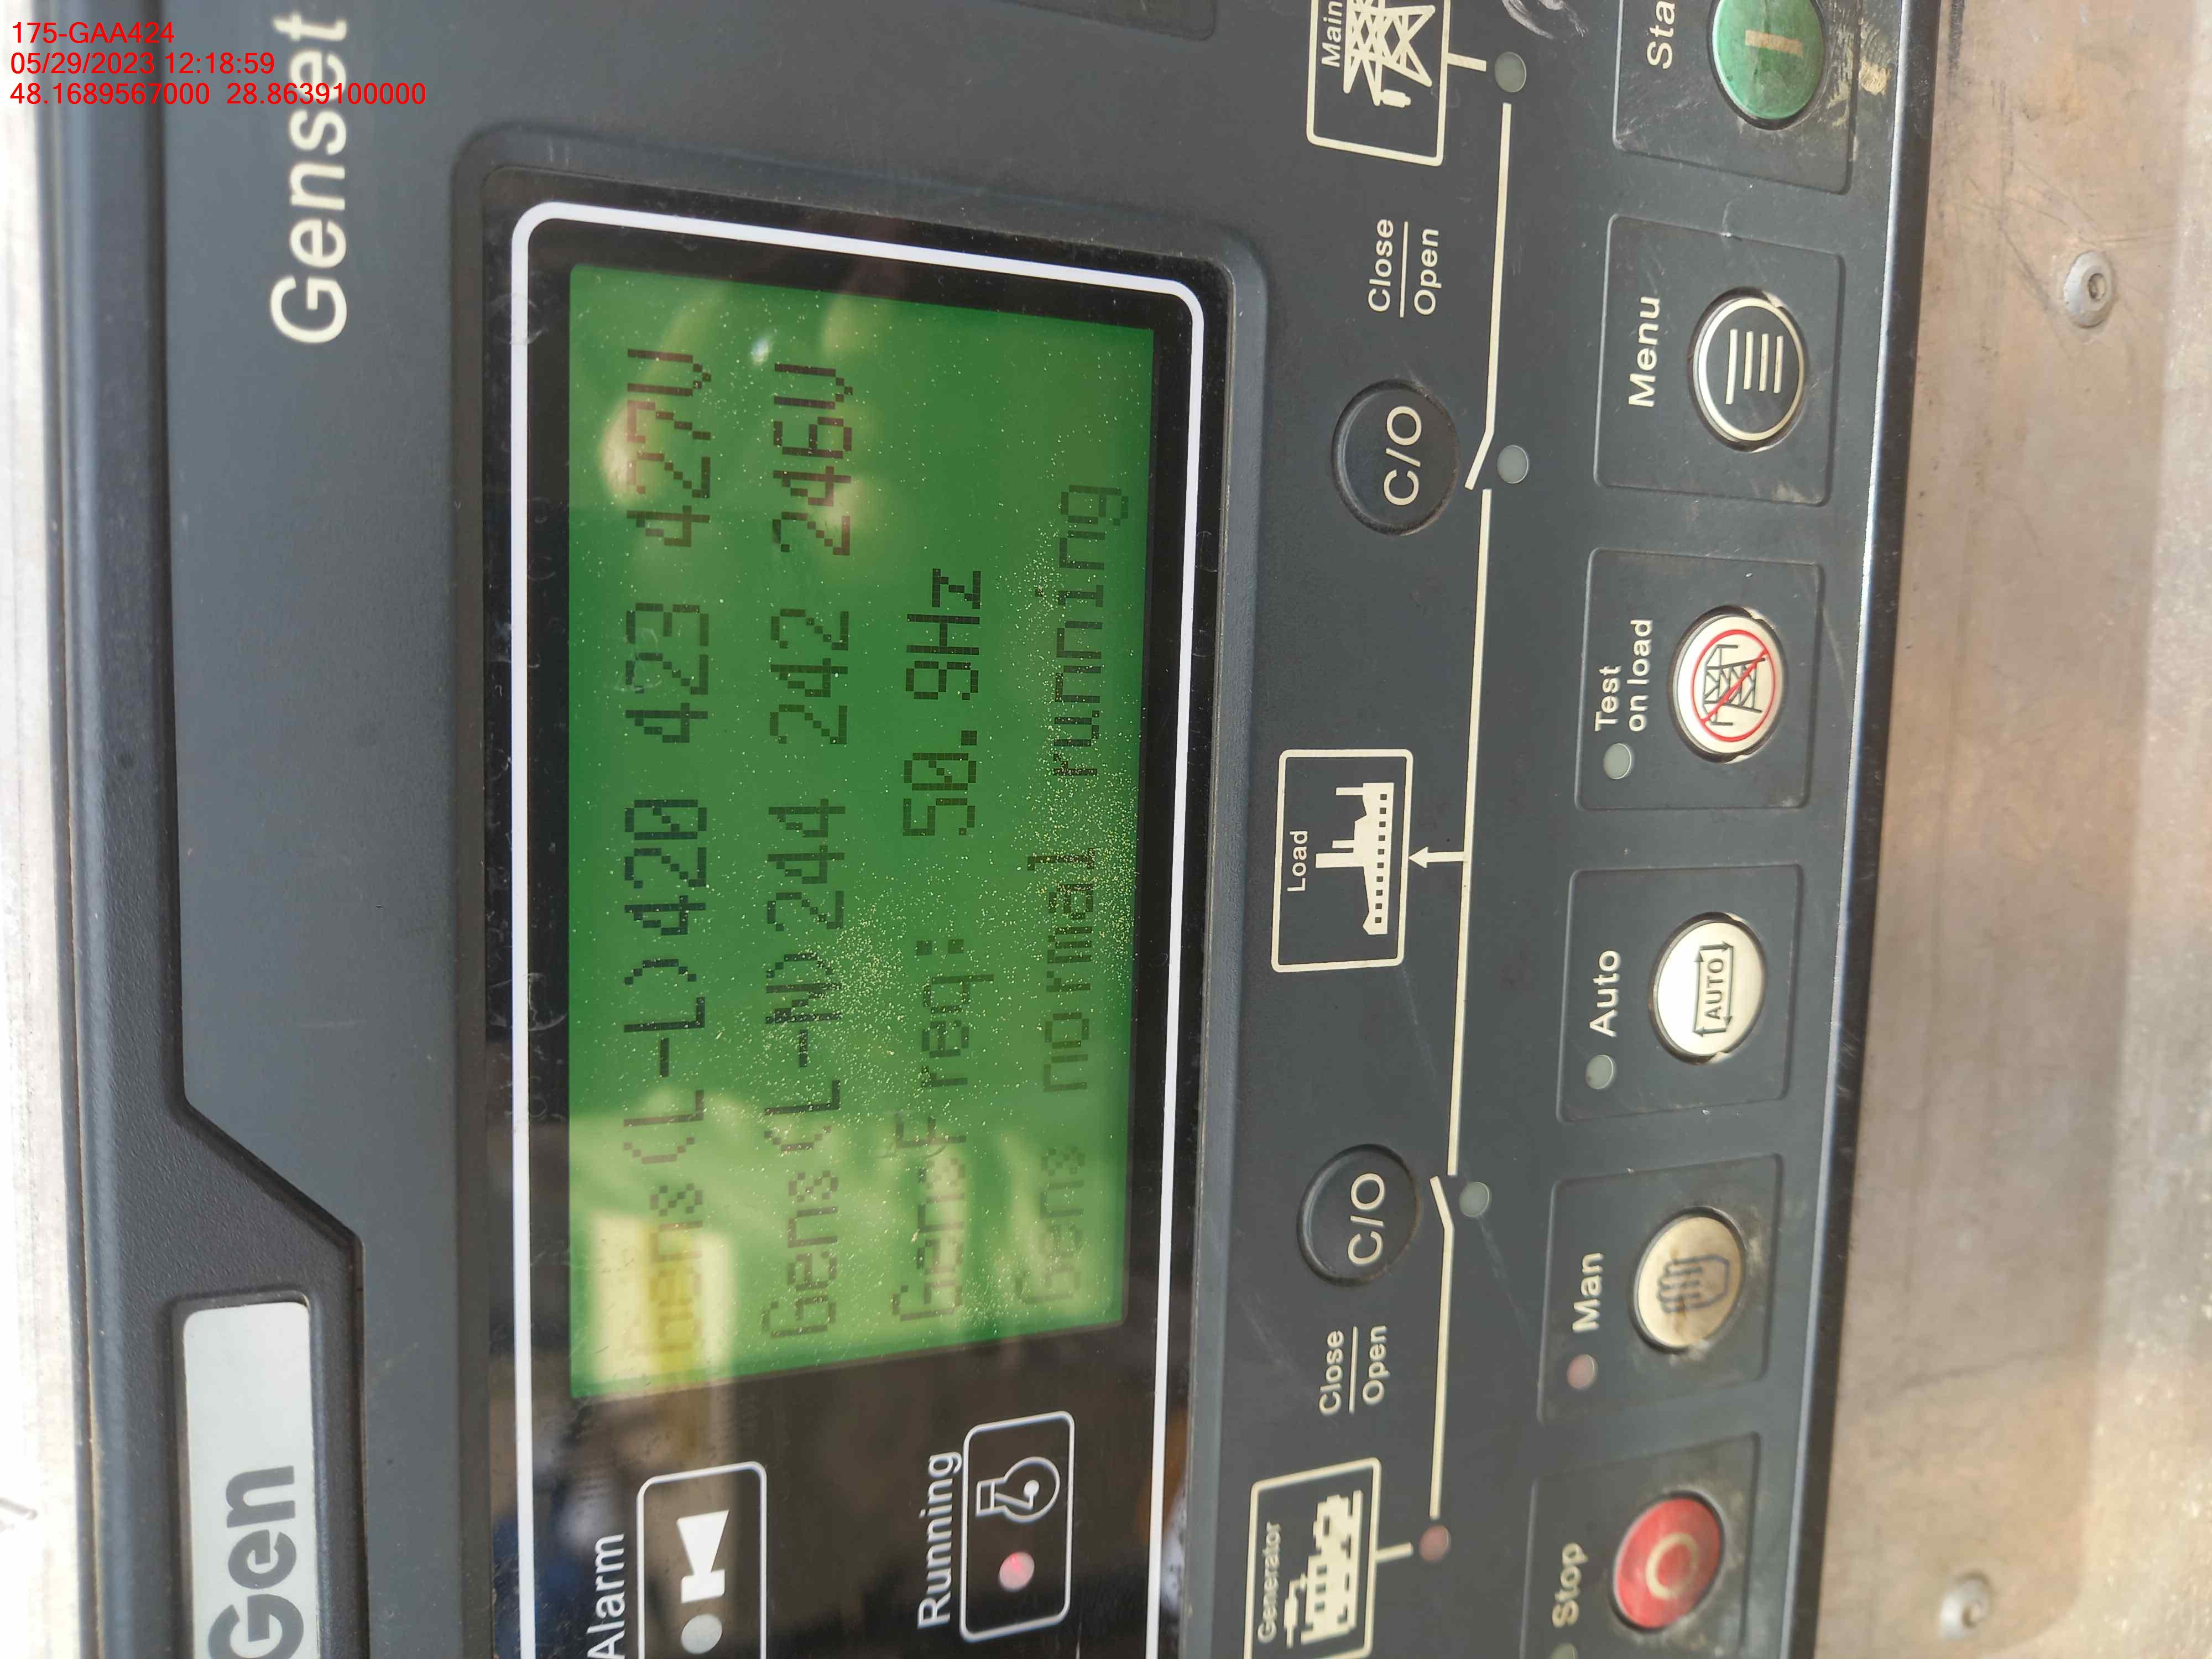 175-GAA424
05/29/2023 12:18:59
48.1689567000 28.8639100000
Gen
Genset
Alarm
Running
Gens(L-L)420 423 427V
Gens(L-N)244 242 246V
Gens freq: 50.9Hz
Gens normal running
Generator
Close
Open
C/O
Load
C/O
Close
Open
Main
Stop
Man
Auto
AUTO
Test
on load
Menu
Sta